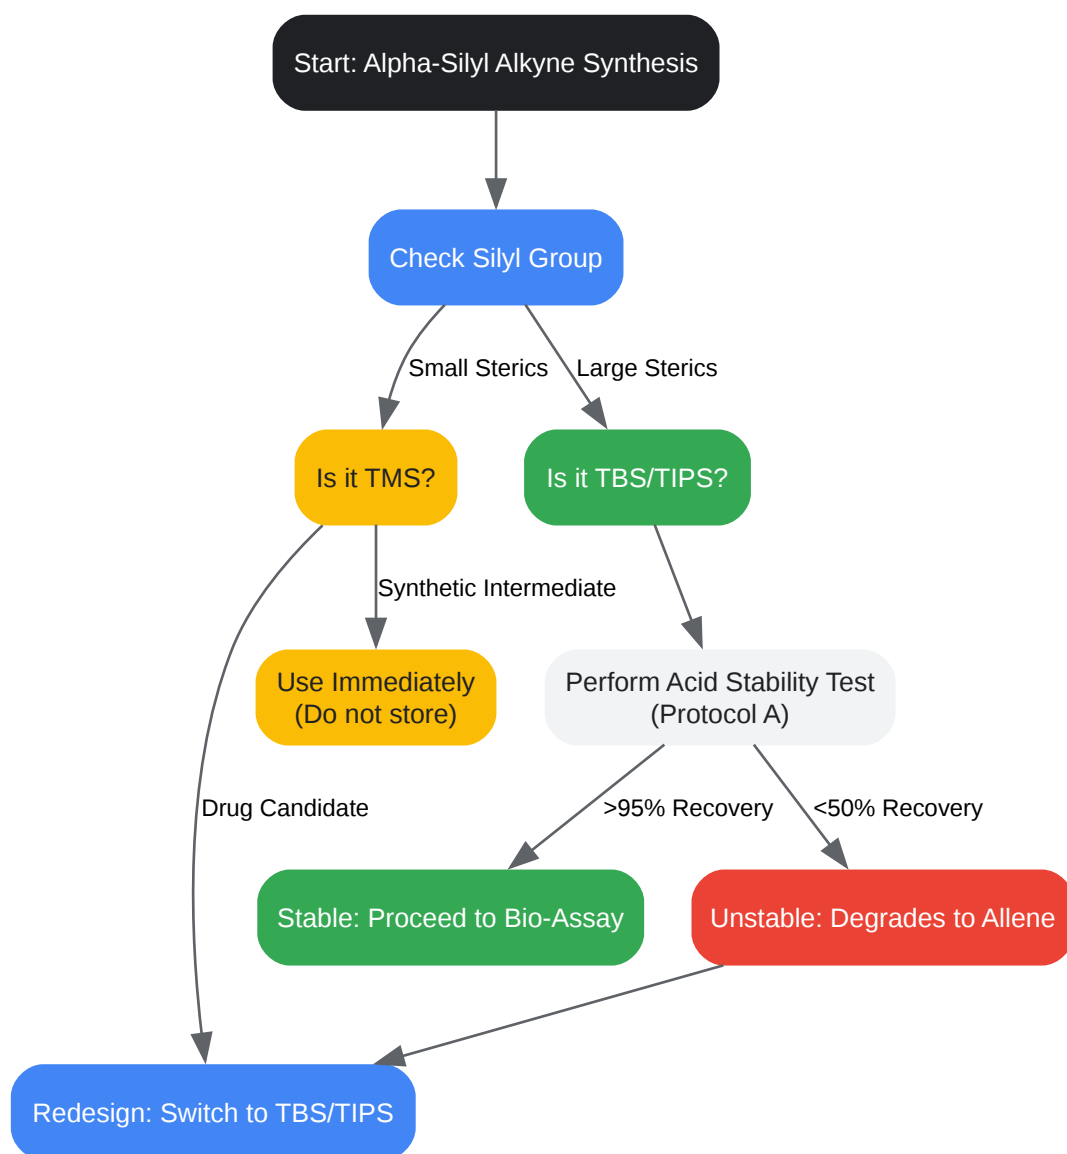 Start: Alpha-Silyl Alkyne Synthesis
Check Silyl Group
Small Sterics
Large Sterics
Is it TMS?
Is it TBS/TIPS?
Synthetic Intermediate
Use Immediately
(Do not store)
Perform Acid Stability Test
(Protocol A)
Drug Candidate
>95% Recovery
<50% Recovery
Stable: Proceed to Bio-Assay
Unstable: Degrades to Allene
Redesign: Switch to TBS/TIPS